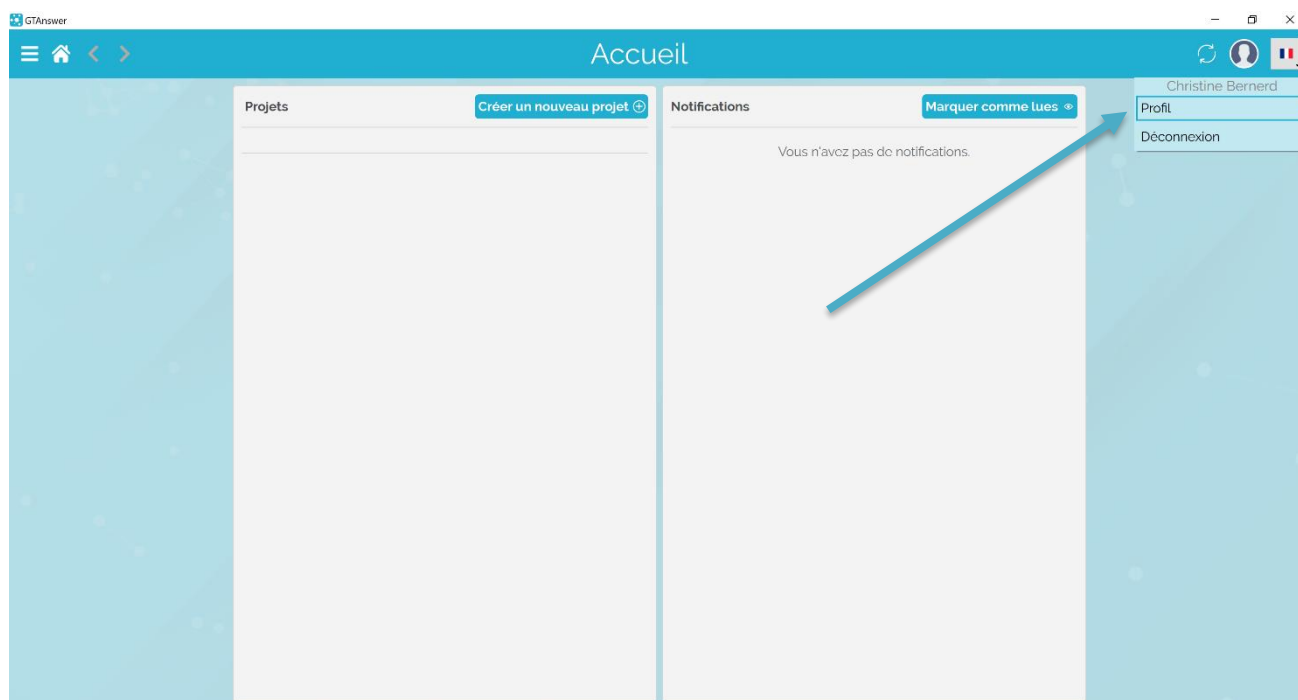 GTAnswer
Accueil
Christine Bernerd
Profil
Déconnexion
Projets
Créer un nouveau projet
Notifications
Marquer comme lues
Vous n'avez pas de notifications.